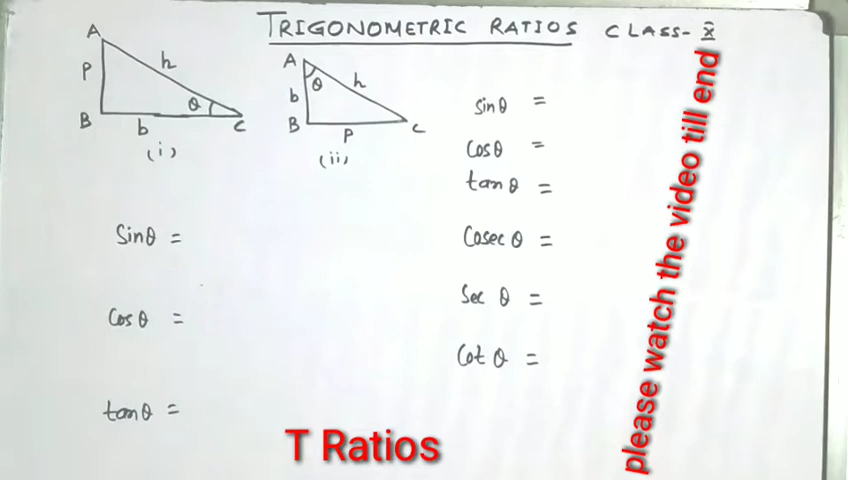 TRIGONOMETRIC RATIOS CLASS-X
A
P
h
θ
B
b
C
(i)
A
θ
h
b
B
P
C
(ii)
sinθ =
cosθ =
tanθ =
Cosec θ =
Sec θ =
Cot θ =
Sinθ =
Cosθ =
tanθ =
T Ratios
please watch the video till end